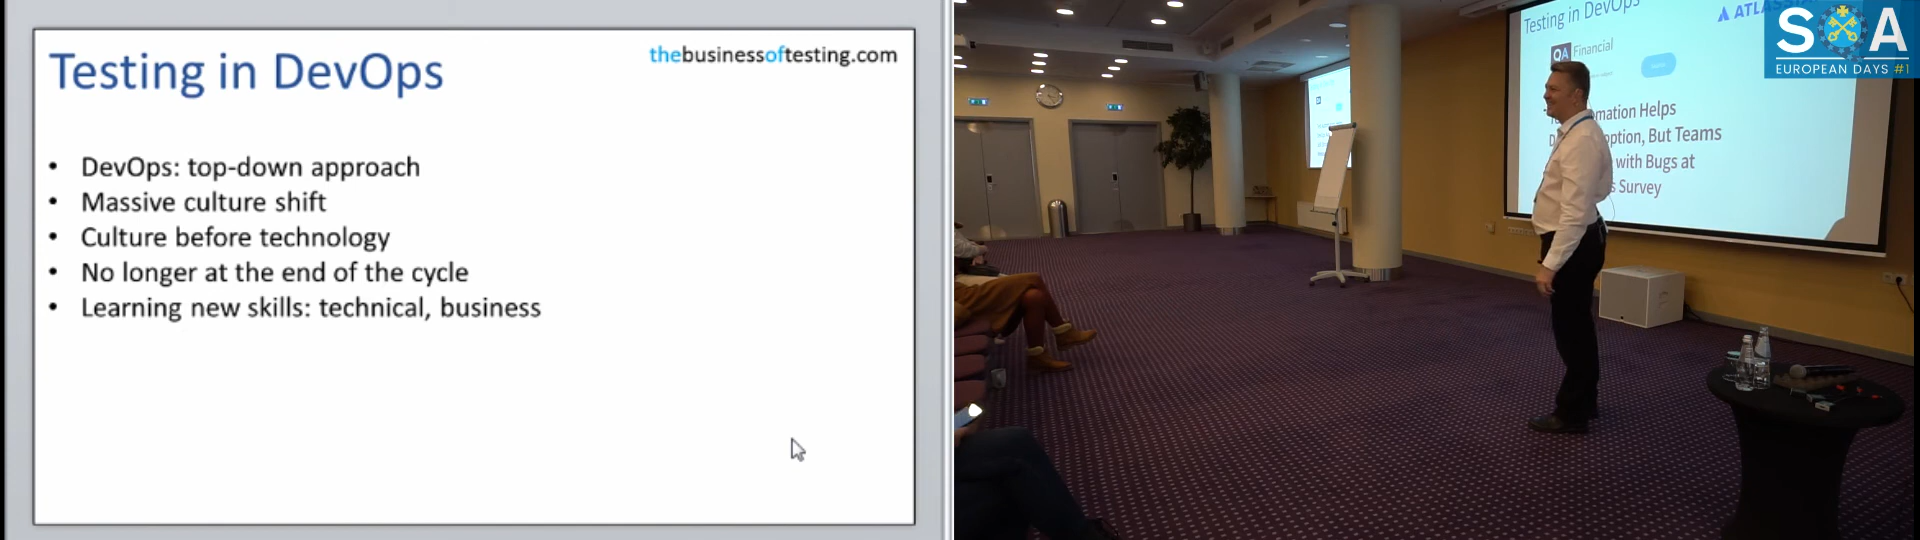 Testing in DevOps
thebusinessoftesting.com
• DevOps: top-down approach
• Massive culture shift
• Culture before technology
• No longer at the end of the cycle
• Learning new skills: technical, business
Testing in DevOps
QA Financial
mation Helps
ption, But Teams
with Bugs at
Survey
S A
EUROPEAN DAYS #1